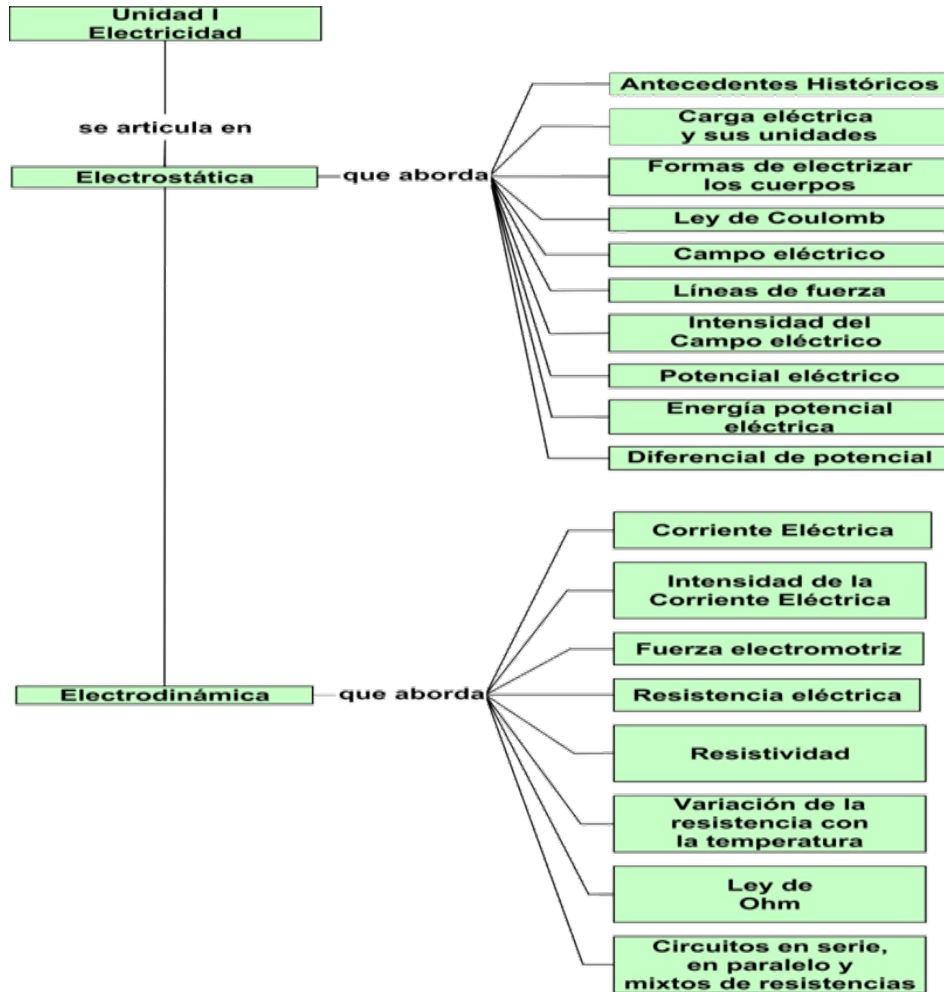 Unidad I
Electricidad
se articula en
Electrostática
que aborda
Antecedentes Históricos
Carga eléctrica
y sus unidades
Formas de electrizar
los cuerpos
Ley de Coulomb
Campo eléctrico
Líneas de fuerza
Intensidad del
Campo eléctrico
Potencial eléctrico
Energía potencial
eléctrica
Diferencial de potencial
Electrodinámica
que aborda
Corriente Eléctrica
Intensidad de la
Corriente Eléctrica
Fuerza electromotriz
Resistencia eléctrica
Resistividad
Variación de la
resistencia con
la temperatura
Ley de
Ohm
Circuitos en serie,
en paralelo y
mixtos de resistencias